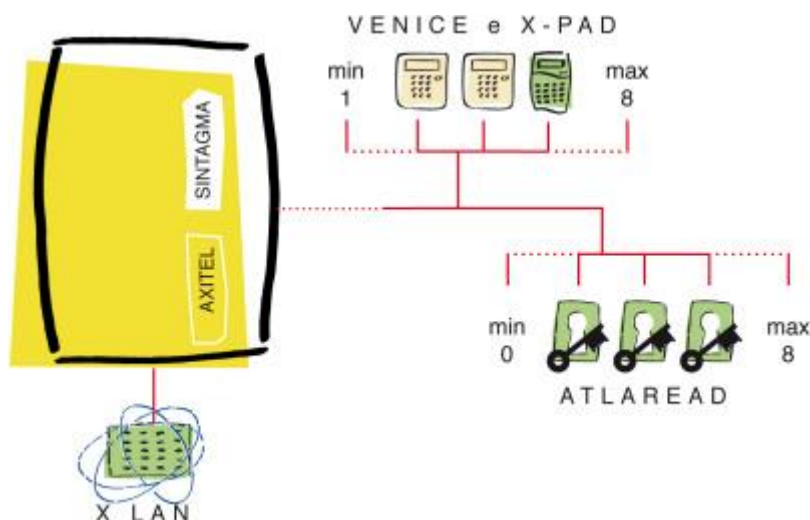 VENICE e X-PAD
min
1
max
8
SINTAGMA
AXITEL
min
0
max
8
ATLAREAD
X LAN